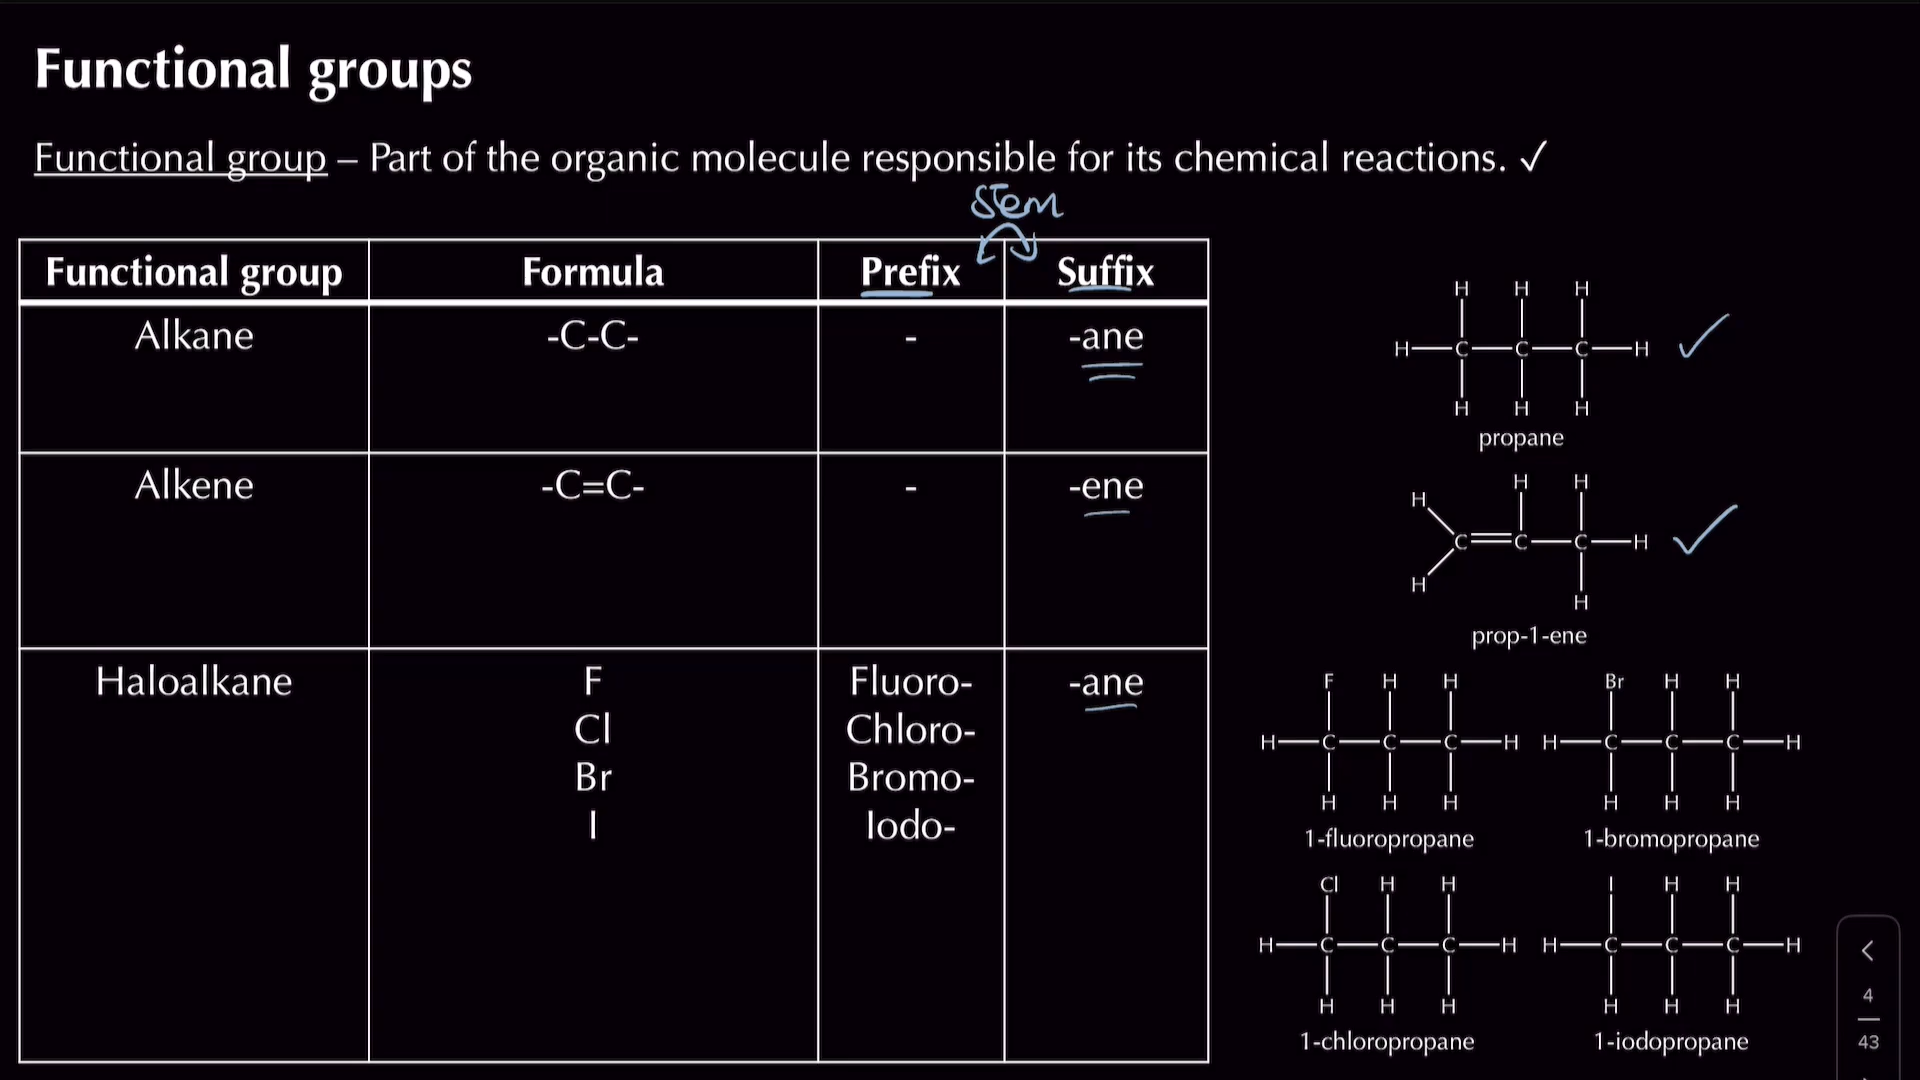 Functional groups
Functional group – Part of the organic molecule responsible for its chemical reactions. ✓
Stem
Functional group Formula Prefix Suffix
Alkane -C-C- - -ane
Alkene -C=C- - -ene
Haloalkane F Fluoro- -ane
Cl Chloro-
Br Bromo-
I Iodo-
H H H
H C C C H
H H H
propane
H H H
C C C H
H H
prop-1-ene
F H H
H C C C H
H H H
1-fluoropropane
Br H H
H C C C H
H H H
1-bromopropane
Cl H H
H C C C H
H H H
1-chloropropane
I H H
H C C C H
H H H
1-iodopropane
4
43